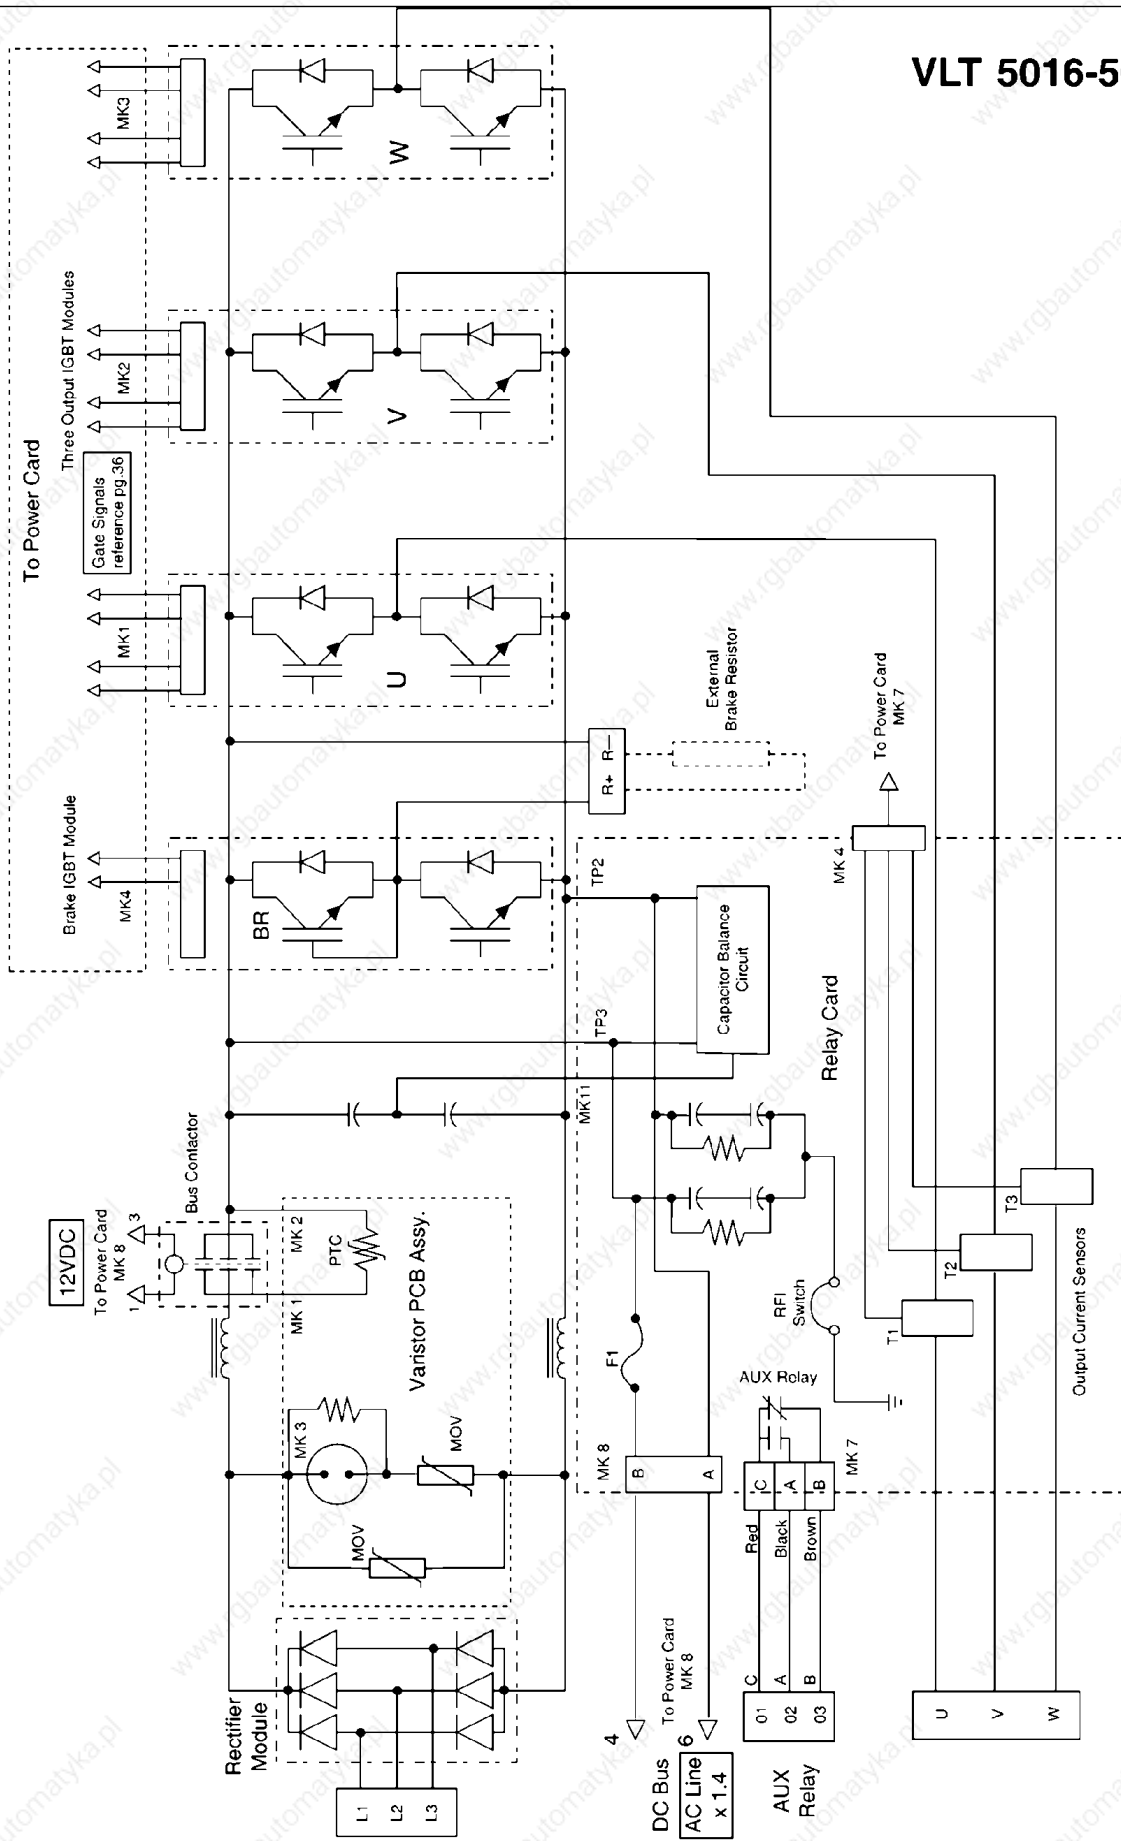 VLT 5016-5
To Power Card
Three Output IGBT Modules
Gate Signals
reference pg.36
Brake IGBT Module
MK4
MK1
MK2
MK3
BR
U
V
W
12VDC
To Power Card
MK 8
1
3
Bus Contactor
MK 1
MK 2
PTC
Varistor PCB Assy.
MK 3
MOV
MOV
Rectifier
Module
L1
L2
L3
R+
R—
External
Brake Resistor
TP2
TP3
MK11
Capacitor Balance
Circuit
Relay Card
MK 4
To Power Card
MK 7
F1
MK 8
B
A
RFI
Switch
AUX Relay
MK 7
C
A
B
Red
Black
Brown
C
A
B
01
02
03
AUX
Relay
To Power Card
MK 8
4
6
DC Bus
AC Line
x 1.4
T1
T2
T3
Output Current Sensors
U
V
W
www.rgbautomatyka.pl